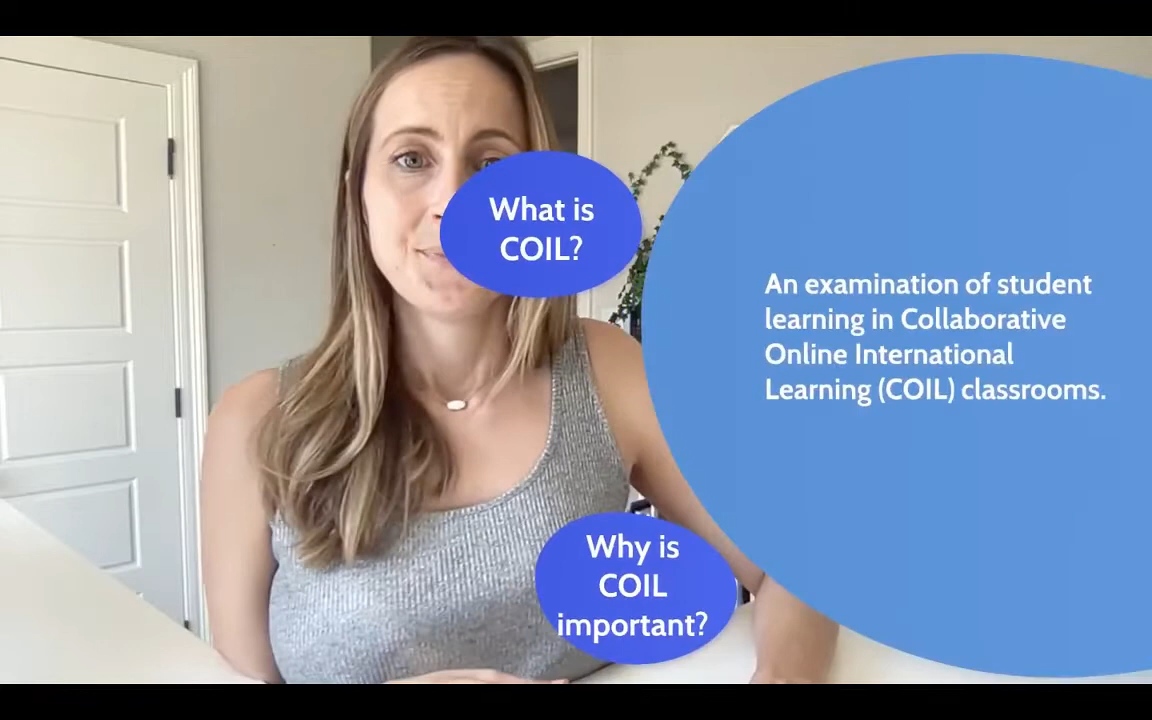 What is
COIL?
An examination of student
learning in Collaborative
Online International
Learning (COIL) classrooms.
Why is
COIL
important?